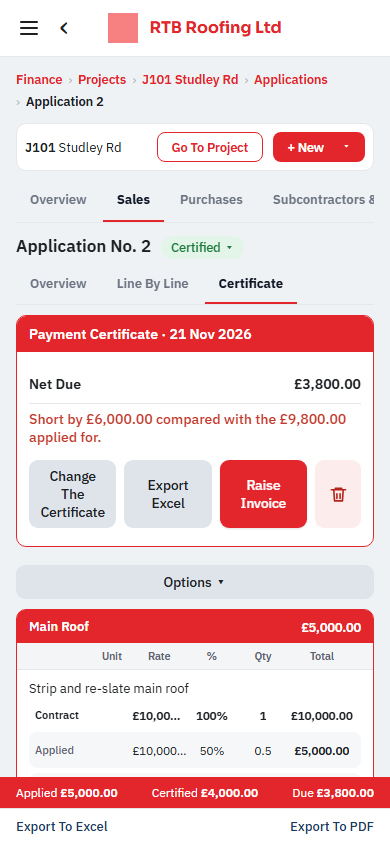 RTB Roofing Ltd
Finance › Projects › J101 Studley Rd › Applications
› Application 2
J101 Studley Rd
Go To Project
+ New
Overview Sales Purchases Subcontractors &
Application No. 2 Certified
Overview Line By Line Certificate
Payment Certificate · 21 Nov 2026
Net Due £3,800.00
Short by £6,000.00 compared with the £9,800.00
applied for.
Change
The
Certificate
Export
Excel
Raise
Invoice
Options
Main Roof £5,000.00
Unit Rate % Qty Total
Strip and re-slate main roof
Contract £10,00... 100% 1 £10,000.00
Applied £10,000... 50% 0.5 £5,000.00
Applied £5,000.00 Certified £4,000.00 Due £3,800.00
Export To Excel Export To PDF